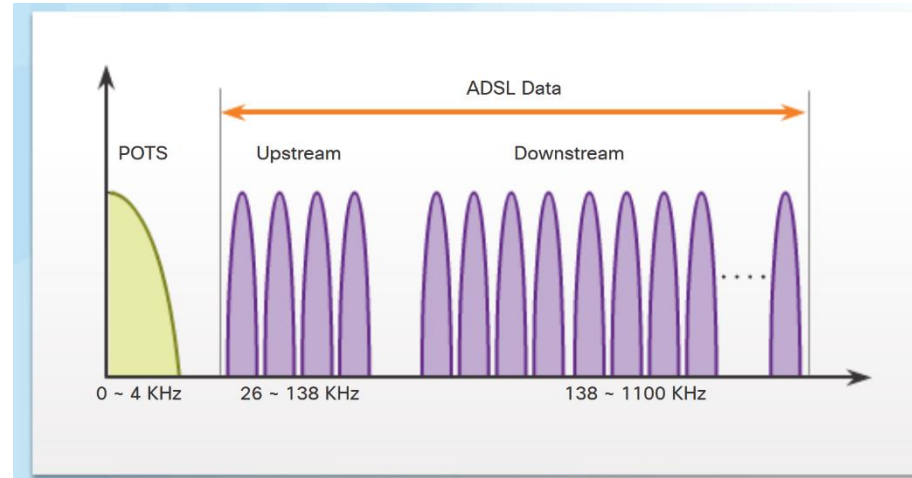 ADSL Data
POTS Upstream Downstream
0 ~ 4 KHz 26 ~ 138 KHz 138 ~ 1100 KHz